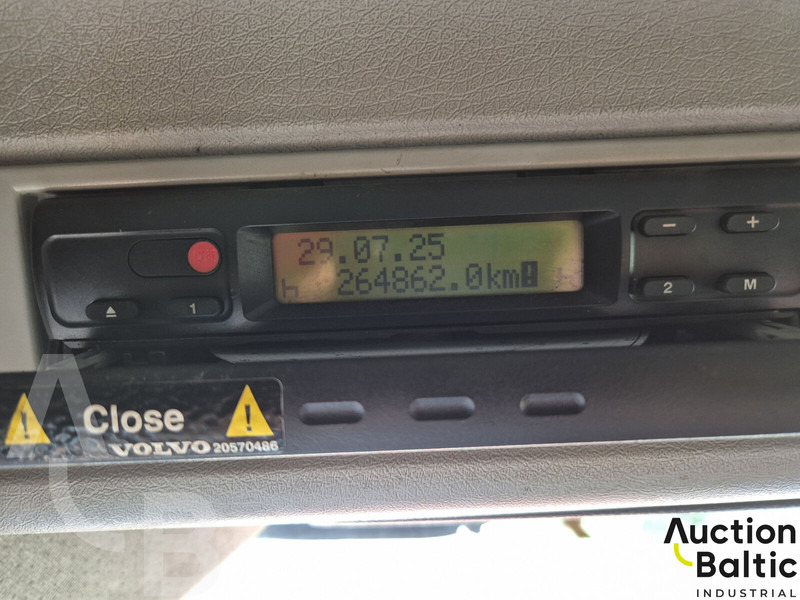 29.07.25
264862.0km!
1
2
M
Close
VOLVO 20570486
Auction
Baltic
INDUSTRIAL